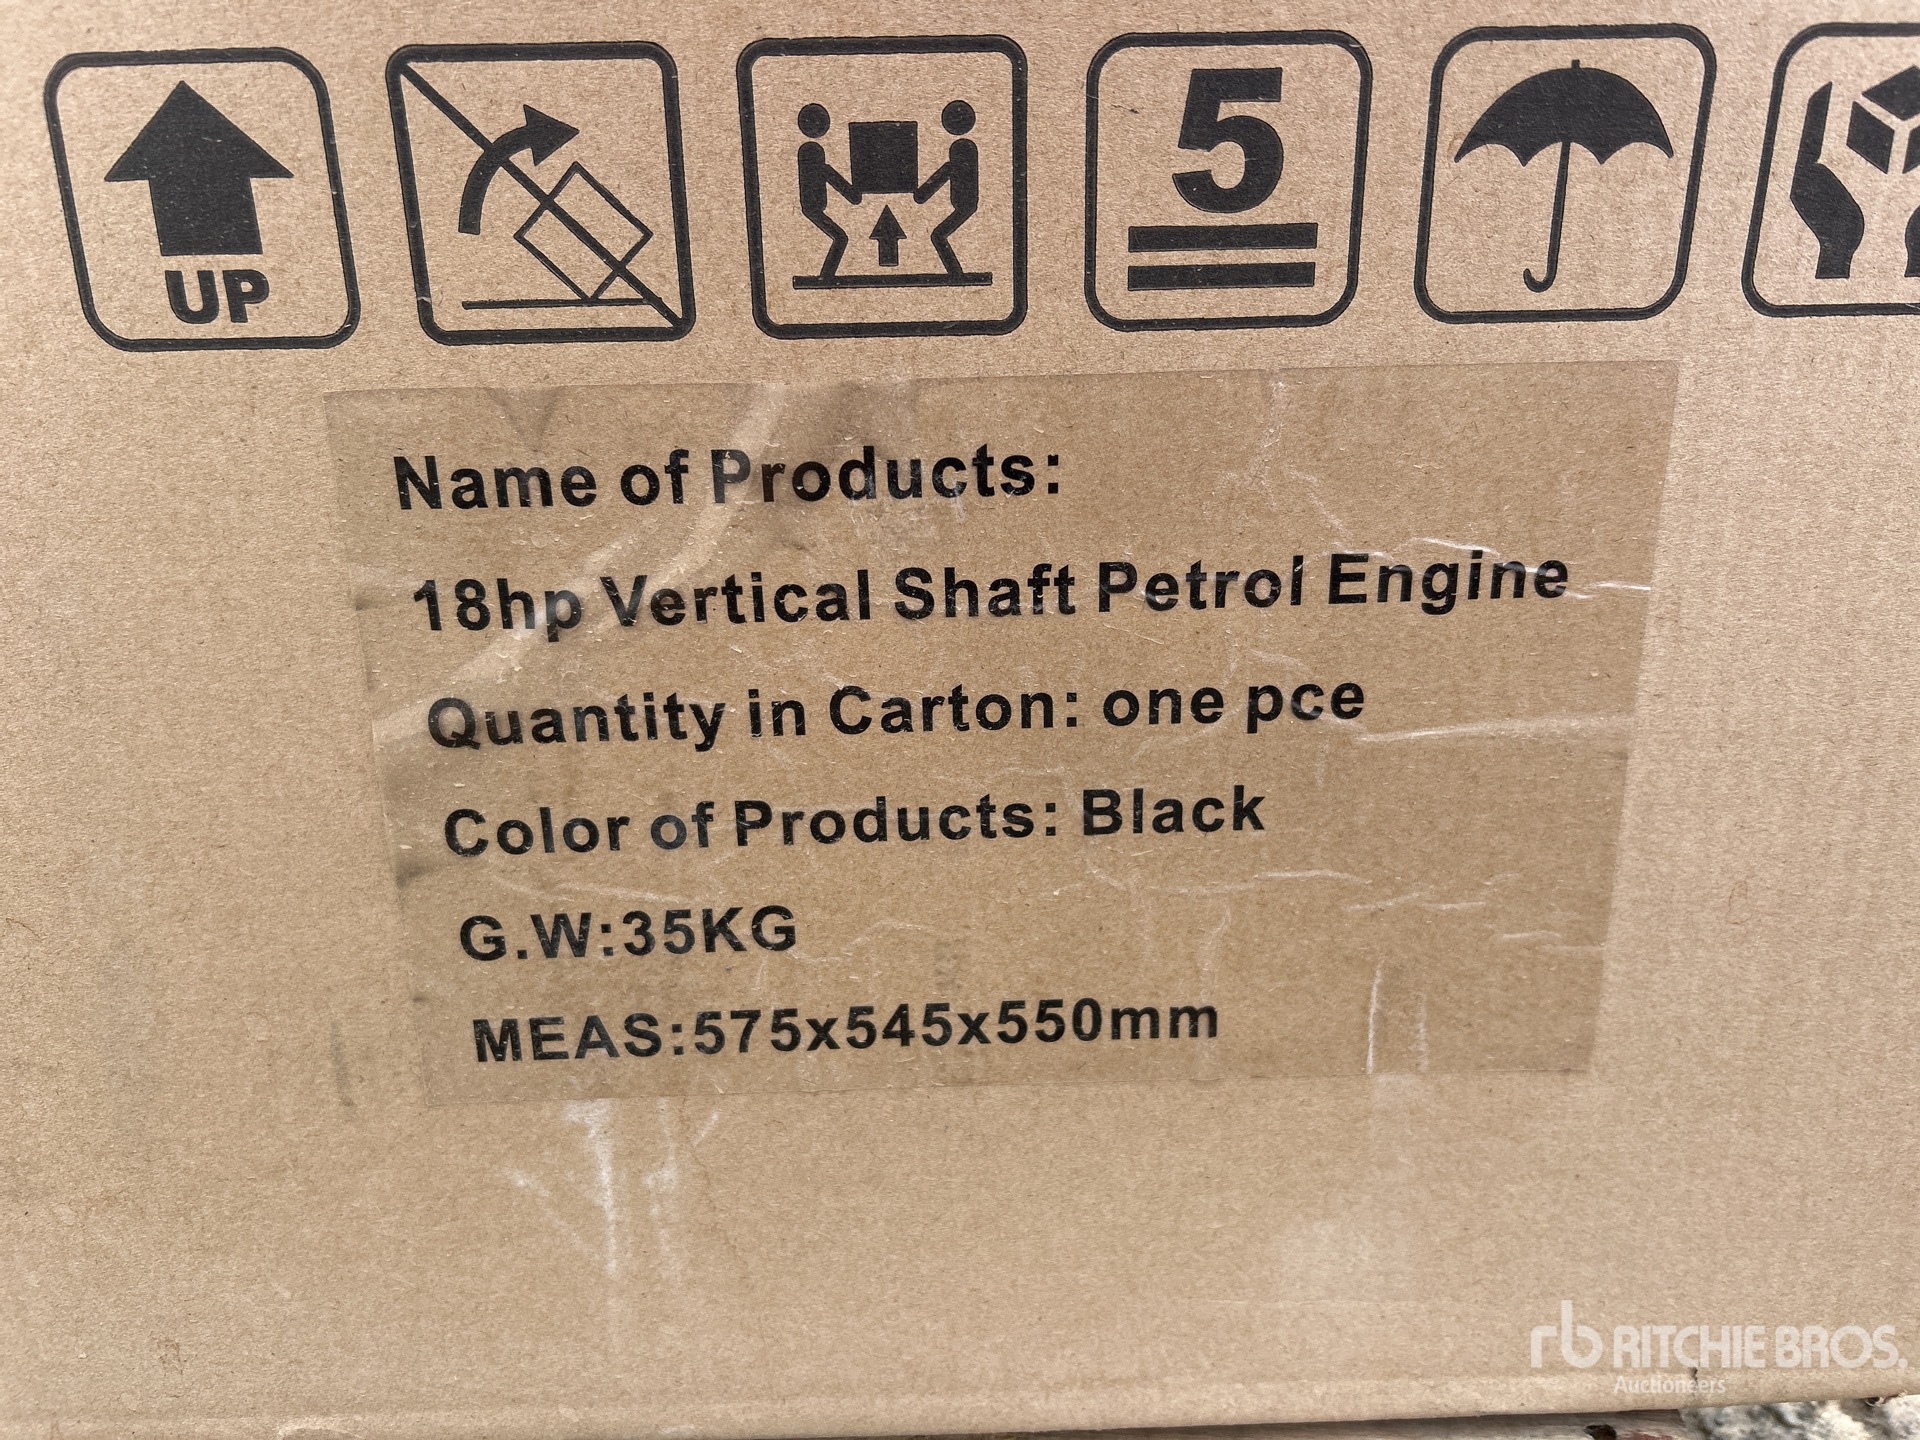 UP
5
Name of Products:
18hp Vertical Shaft Petrol Engine
Quantity in Carton: one pce
Color of Products: Black
G.W:35KG
MEAS:575x545x550mm
rb RITCHIE BROS.
Auctioneers